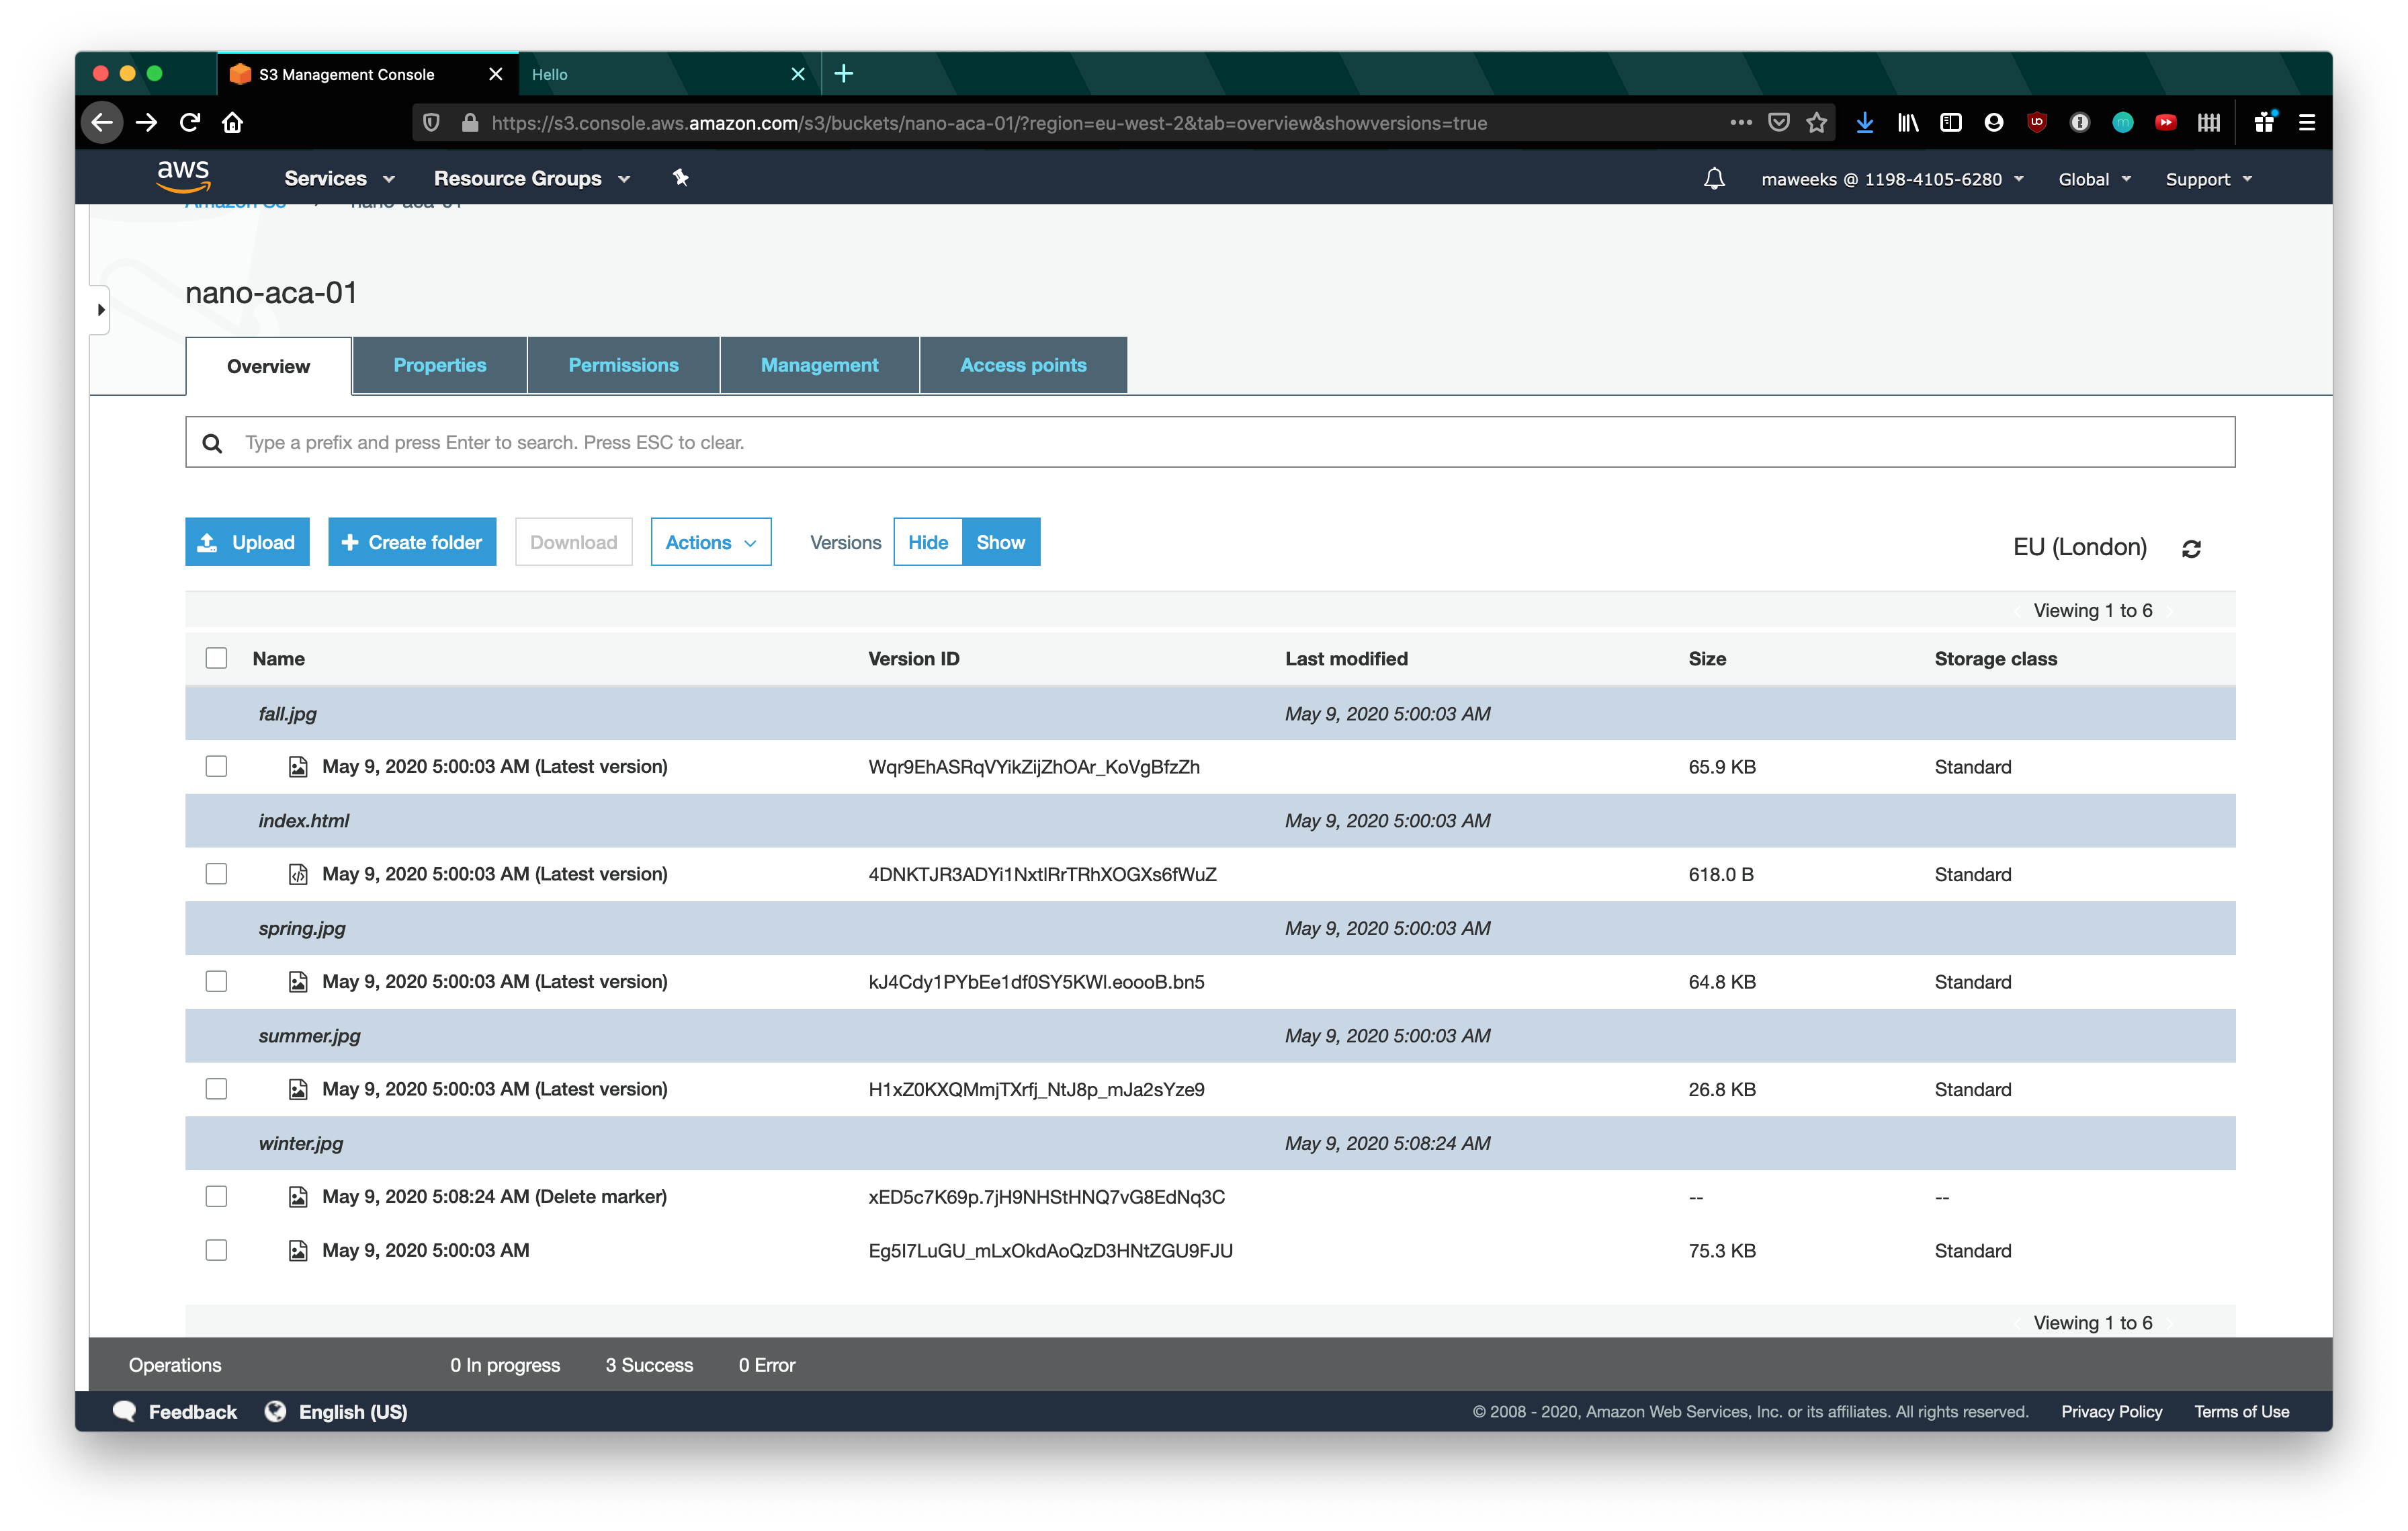 S3 Management Console
Hello
https://s3.console.aws.amazon.com/s3/buckets/nano-aca-01/?region=eu-west-2&tab=overview&showversions=true
aws
Services
Resource Groups
maweeks @ 1198-4105-6280
Global
Support
Amazon S3
nano-aca-01
nano-aca-01
Overview
Properties
Permissions
Management
Access points
Type a prefix and press Enter to search. Press ESC to clear.
Upload
Create folder
Download
Actions
Versions
Hide
Show
EU (London)
Viewing 1 to 6
Name Version ID Last modified Size Storage class
fall.jpg May 9, 2020 5:00:03 AM
May 9, 2020 5:00:03 AM (Latest version) Wqr9EhASRqVYikZijZhOAr_KoVgBfzZh 65.9 KB Standard
index.html May 9, 2020 5:00:03 AM
May 9, 2020 5:00:03 AM (Latest version) 4DNKTJR3ADYi1NxtlRrTRhXOGXs6fWuZ 618.0 B Standard
spring.jpg May 9, 2020 5:00:03 AM
May 9, 2020 5:00:03 AM (Latest version) kJ4Cdy1PYbEe1df0SY5KWl.eoooB.bn5 64.8 KB Standard
summer.jpg May 9, 2020 5:00:03 AM
May 9, 2020 5:00:03 AM (Latest version) H1xZ0KXQMmjTXrfj_NtJ8p_mJa2sYze9 26.8 KB Standard
winter.jpg May 9, 2020 5:08:24 AM
May 9, 2020 5:08:24 AM (Delete marker) xED5c7K69p.7jH9NHStHNQ7vG8EdNq3C -- --
May 9, 2020 5:00:03 AM Eg5I7LuGU_mLxOkdAoQzD3HNtZGU9FJU 75.3 KB Standard
Viewing 1 to 6
Operations 0 In progress 3 Success 0 Error
Feedback English (US) © 2008 - 2020, Amazon Web Services, Inc. or its affiliates. All rights reserved. Privacy Policy Terms of Use